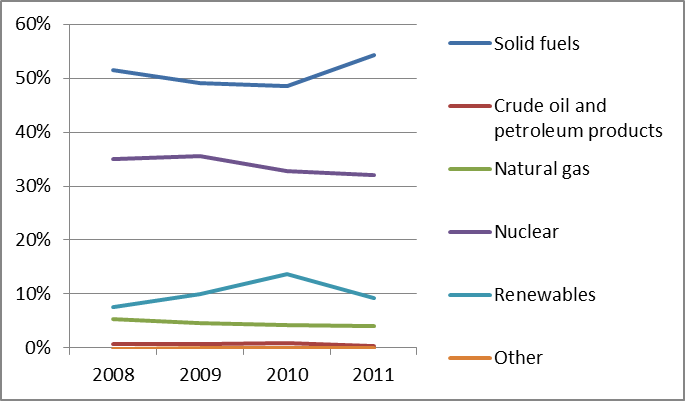 60%
50%
40%
30%
20%
10%
0%
2008 2009 2010 2011
Solid fuels
Crude oil and
petroleum products
Natural gas
Nuclear
Renewables
Other